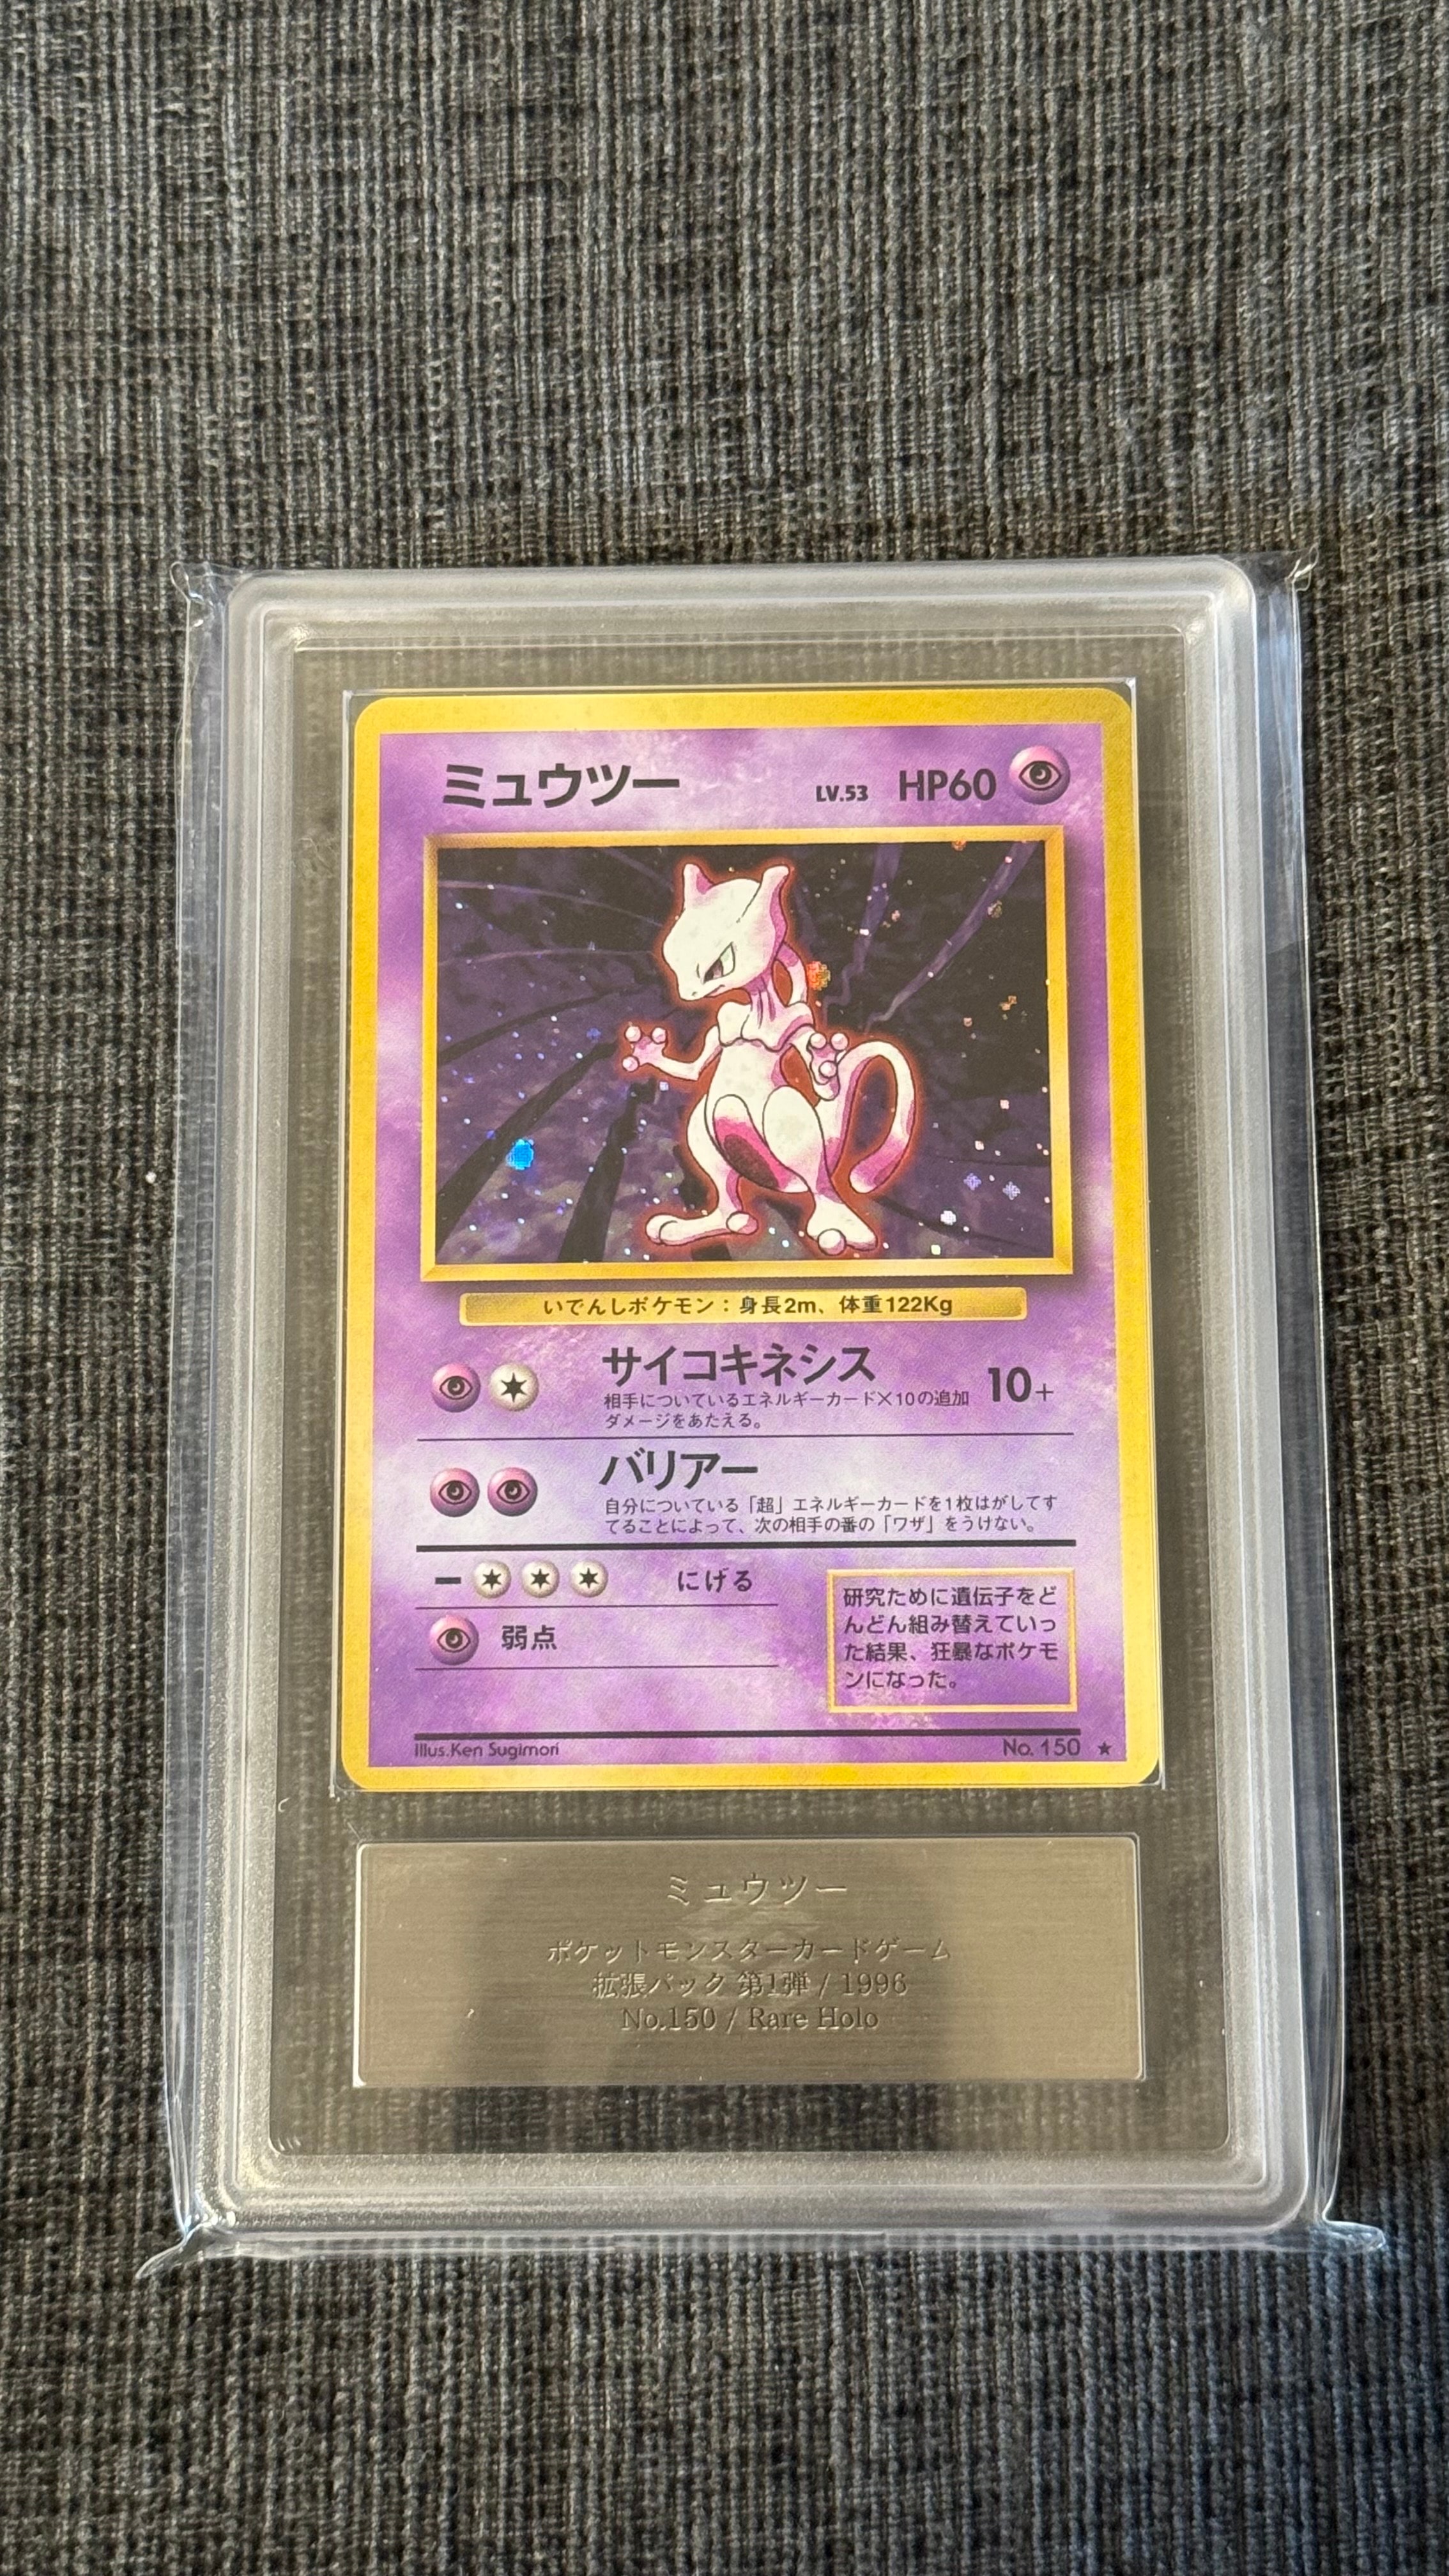 ミュウツー LV.53 HP60
いでんしポケモン：身長2m、体重122Kg
サイコキネシス 10+
相手についているエネルギーカード×10の追加
ダメージをあたえる。
バリアー
自分についている「超」エネルギーカードを1枚はがしてす
てることによって、次の相手の番の「ワザ」をうけない。
ー にげる
弱点
研究ために遺伝子をど
んどん組み替えていっ
た結果、狂暴なポケモ
ンになった。
Illus.Ken Sugimori No. 150 ★
ミュウツー
ポケットモンスターカードゲーム
拡張パック 第1弾 / 1996
No.150 / Rare Holo